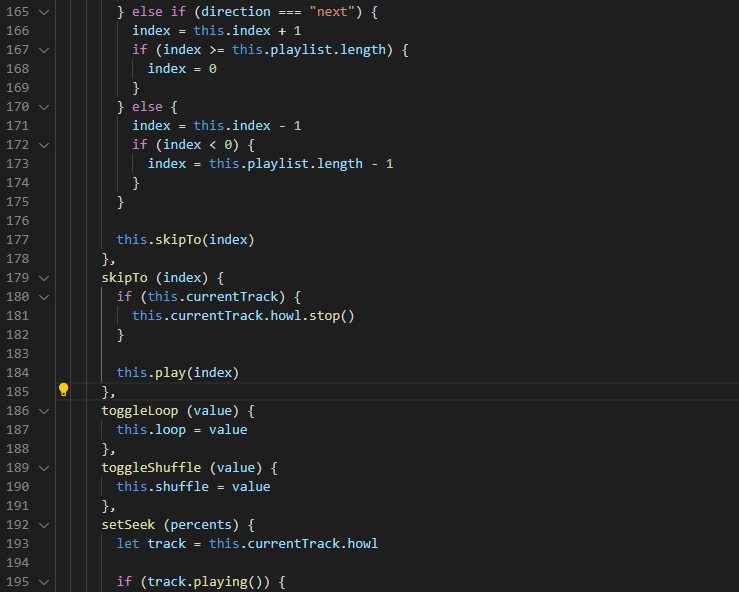 165 } else if (direction === "next") {
166 index = this.index + 1
167 if (index >= this.playlist.length) {
168 index = 0
169 }
170 } else {
171 index = this.index - 1
172 if (index < 0) {
173 index = this.playlist.length - 1
174 }
175 }
176
177 this.skipTo(index)
178 },
179 skipTo (index) {
180 if (this.currentTrack) {
181 this.currentTrack.howl.stop()
182 }
183
184 this.play(index)
185 },
186 toggleLoop (value) {
187 this.loop = value
188 },
189 toggleShuffle (value) {
190 this.shuffle = value
191 },
192 setSeek (percents) {
193 let track = this.currentTrack.howl
194
195 if (track.playing()) {